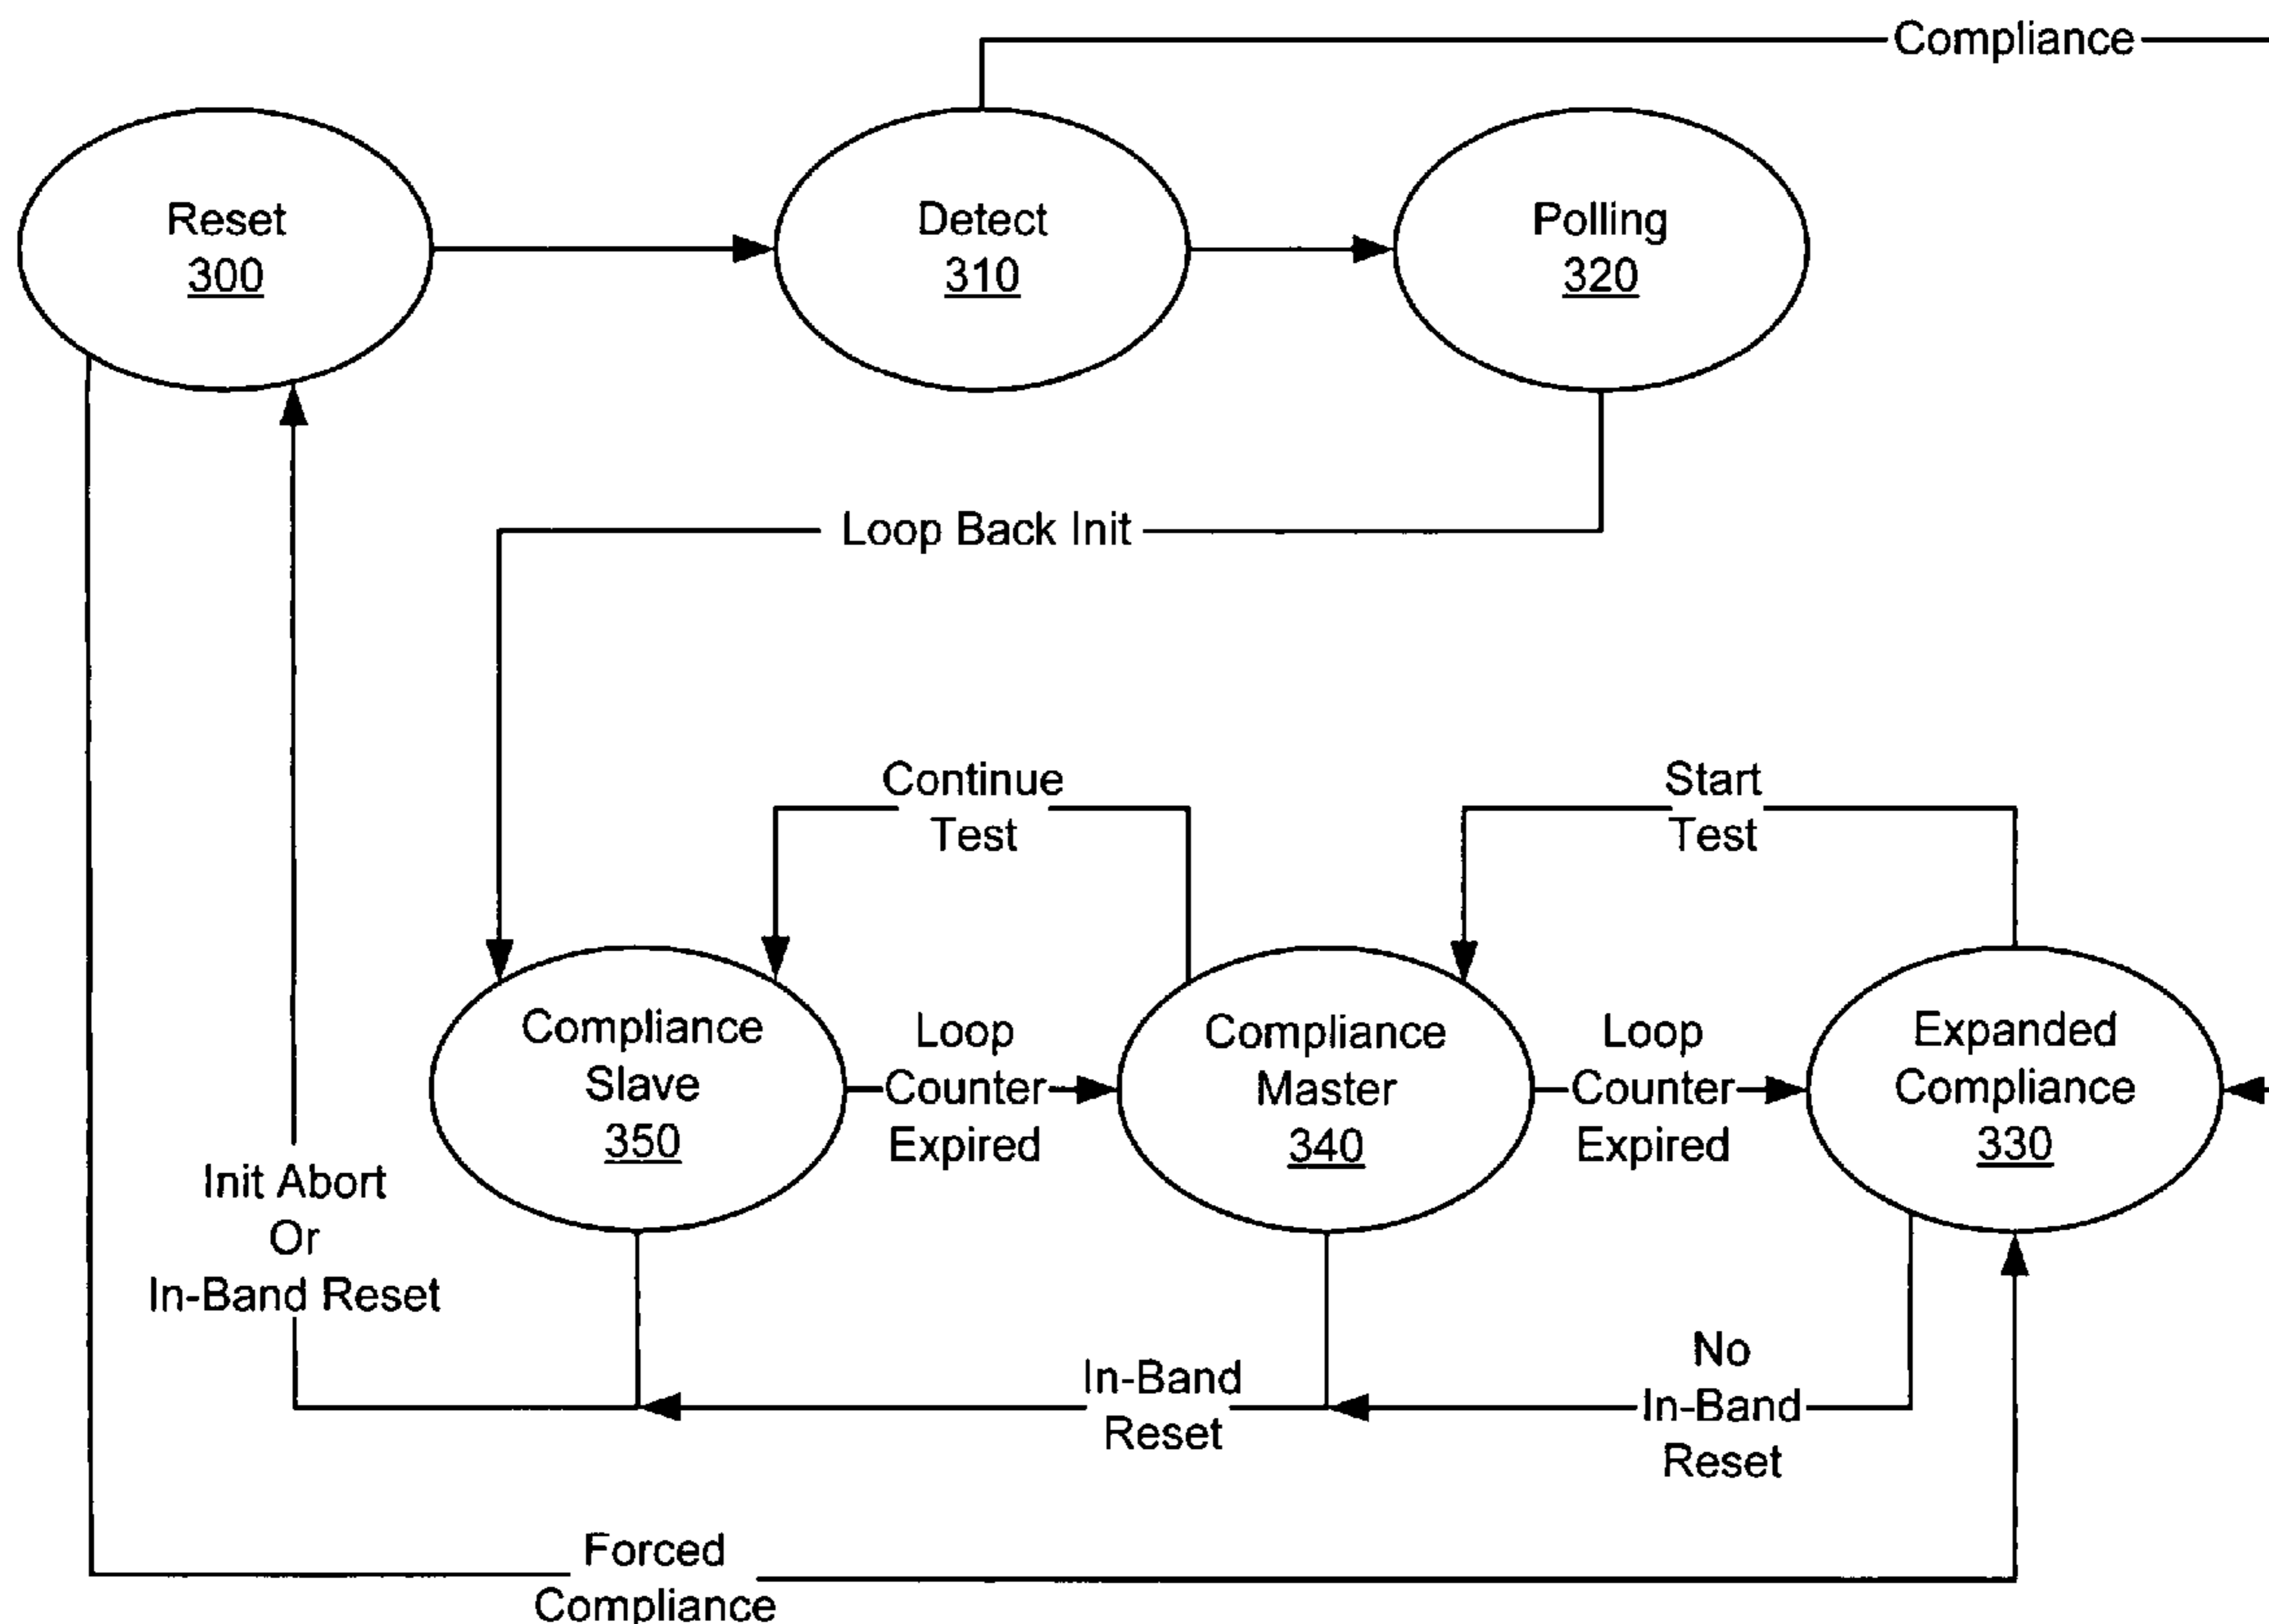 Compliance
Reset
300
Detect
310
Polling
320
Loop Back Init
Continue
Test
Start
Test
Compliance
Slave
350
Loop
Counter
Expired
Compliance
Master
340
Loop
Counter
Expired
Expanded
Compliance
330
Init Abort
Or
In-Band Reset
In-Band
Reset
No
In-Band
Reset
Forced
Compliance